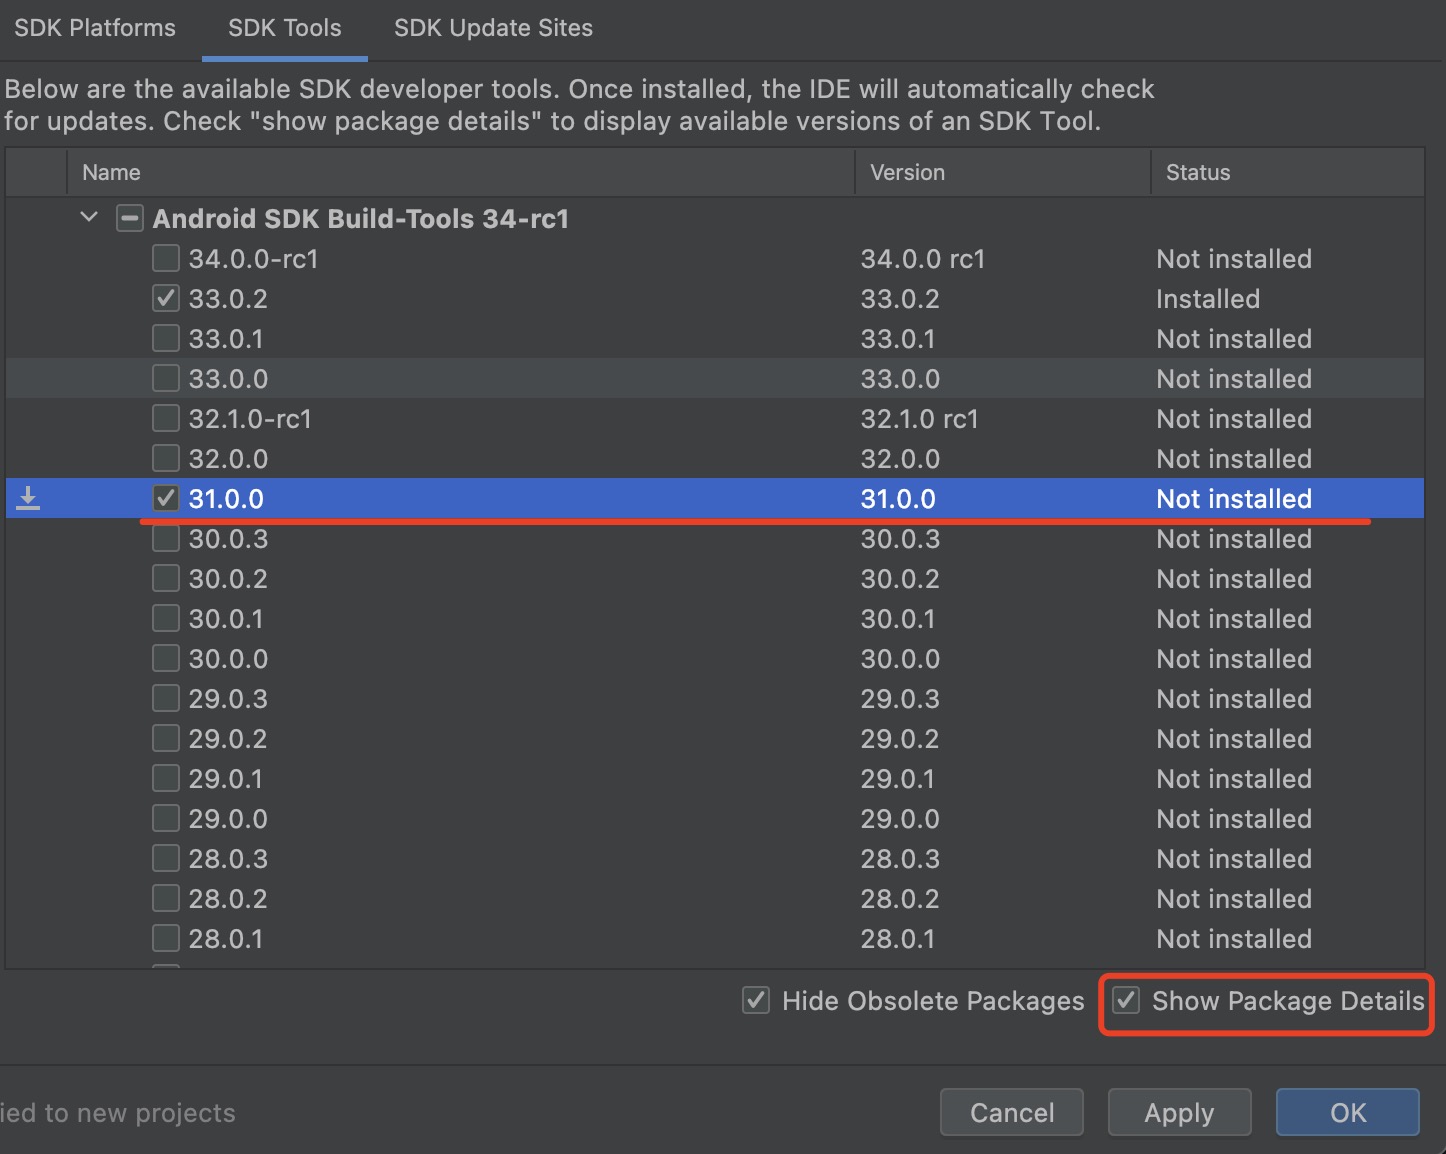 SDK Platforms SDK Tools SDK Update Sites
Below are the available SDK developer tools. Once installed, the IDE will automatically check
for updates. Check "show package details" to display available versions of an SDK Tool.
Name Version Status
Android SDK Build-Tools 34-rc1
34.0.0-rc1 34.0.0 rc1 Not installed
33.0.2 33.0.2 Installed
33.0.1 33.0.1 Not installed
33.0.0 33.0.0 Not installed
32.1.0-rc1 32.1.0 rc1 Not installed
32.0.0 32.0.0 Not installed
31.0.0 31.0.0 Not installed
30.0.3 30.0.3 Not installed
30.0.2 30.0.2 Not installed
30.0.1 30.0.1 Not installed
30.0.0 30.0.0 Not installed
29.0.3 29.0.3 Not installed
29.0.2 29.0.2 Not installed
29.0.1 29.0.1 Not installed
29.0.0 29.0.0 Not installed
28.0.3 28.0.3 Not installed
28.0.2 28.0.2 Not installed
28.0.1 28.0.1 Not installed
Hide Obsolete Packages Show Package Details
ied to new projects Cancel Apply OK